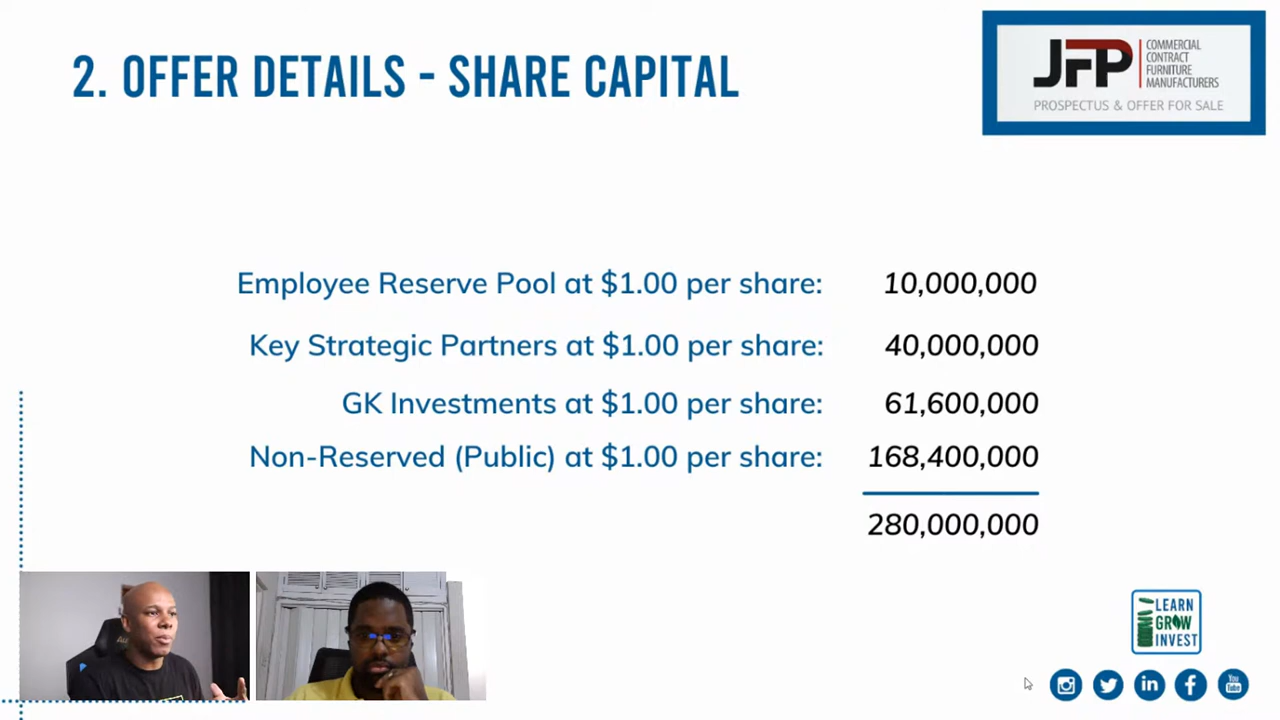 2. OFFER DETAILS - SHARE CAPITAL
JFP
COMMERCIAL
CONTRACT
FURNITURE
MANUFACTURERS
PROSPECTUS & OFFER FOR SALE
Employee Reserve Pool at $1.00 per share: 10,000,000
Key Strategic Partners at $1.00 per share: 40,000,000
GK Investments at $1.00 per share: 61,600,000
Non-Reserved (Public) at $1.00 per share: 168,400,000
280,000,000
LEARN
GROW
INVEST
in
f
You
Tube